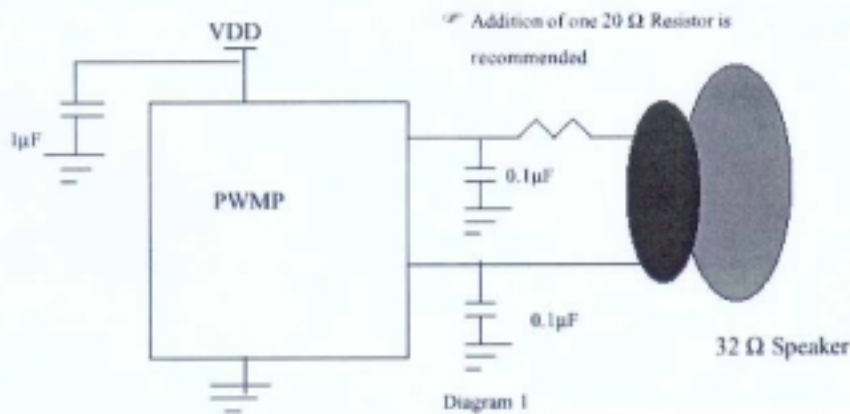 ☞ Addition of one 20 Ω Resistor is
recommended
VDD
1μF
PWMP
0.1μF
0.1μF
32 Ω Speaker
Diagram 1